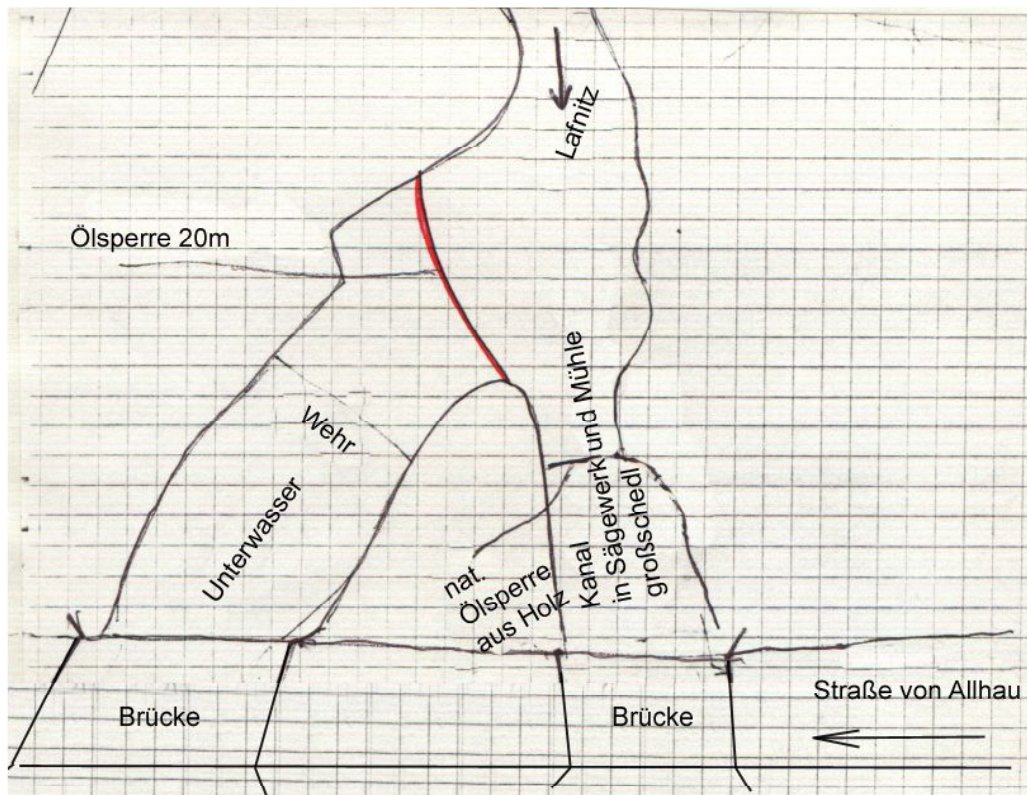 Lafnitz
Ölsperre 20m
Wehr
Unterwasser
nat.
Ölsperre
aus Holz
Kanal
in Sägewerk und Mühle
großschedl
Straße von Allhau
Brücke
Brücke